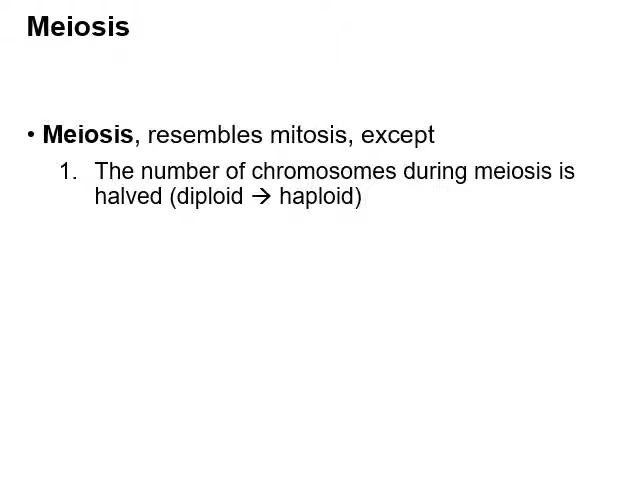 Meiosis
• Meiosis, resembles mitosis, except
1. The number of chromosomes during meiosis is
halved (diploid → haploid)